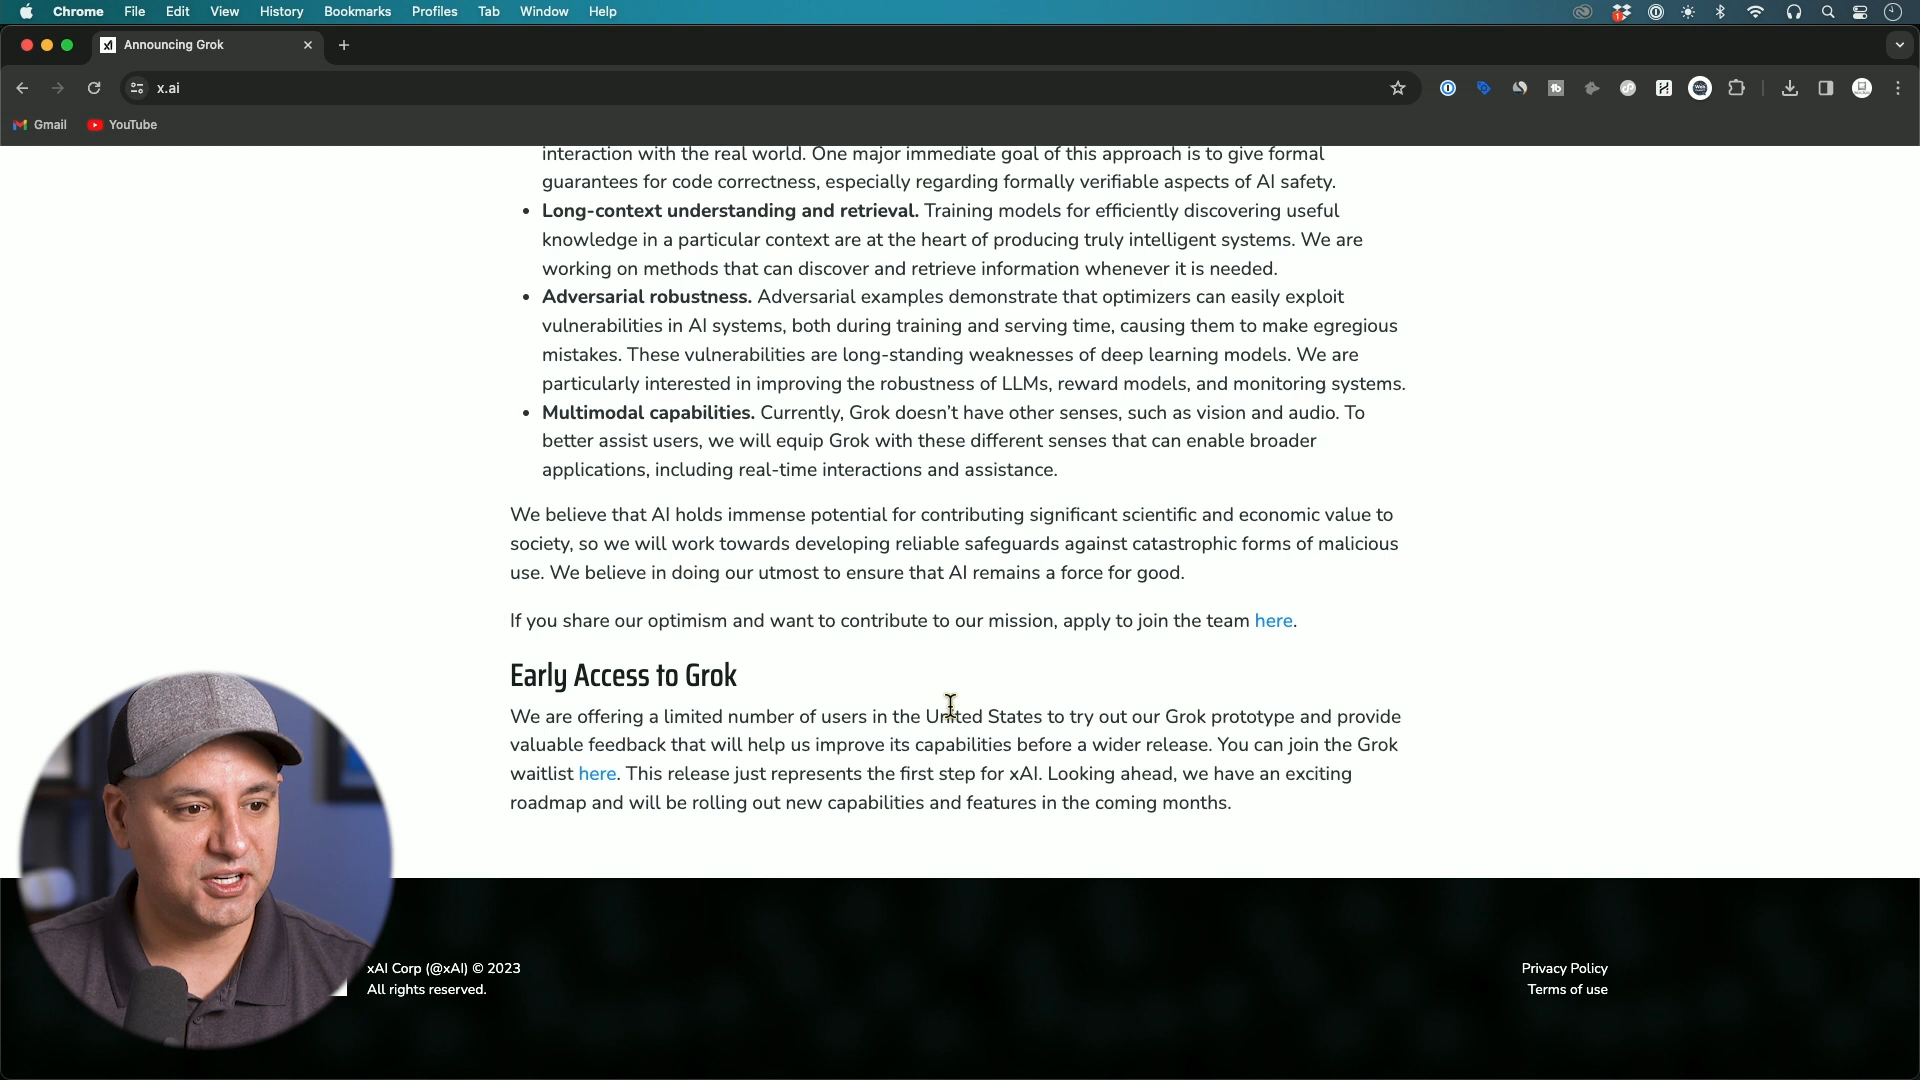 Chrome File Edit View History Bookmarks Profiles Tab Window Help
Announcing Grok
x.ai
Gmail YouTube
interaction with the real world. One major immediate goal of this approach is to give formal
guarantees for code correctness, especially regarding formally verifiable aspects of AI safety.
• Long-context understanding and retrieval. Training models for efficiently discovering useful
knowledge in a particular context are at the heart of producing truly intelligent systems. We are
working on methods that can discover and retrieve information whenever it is needed.
• Adversarial robustness. Adversarial examples demonstrate that optimizers can easily exploit
vulnerabilities in AI systems, both during training and serving time, causing them to make egregious
mistakes. These vulnerabilities are long-standing weaknesses of deep learning models. We are
particularly interested in improving the robustness of LLMs, reward models, and monitoring systems.
• Multimodal capabilities. Currently, Grok doesn’t have other senses, such as vision and audio. To
better assist users, we will equip Grok with these different senses that can enable broader
applications, including real-time interactions and assistance.
We believe that AI holds immense potential for contributing significant scientific and economic value to
society, so we will work towards developing reliable safeguards against catastrophic forms of malicious
use. We believe in doing our utmost to ensure that AI remains a force for good.
If you share our optimism and want to contribute to our mission, apply to join the team here.
Early Access to Grok
We are offering a limited number of users in the United States to try out our Grok prototype and provide
valuable feedback that will help us improve its capabilities before a wider release. You can join the Grok
waitlist here. This release just represents the first step for xAI. Looking ahead, we have an exciting
roadmap and will be rolling out new capabilities and features in the coming months.
xAI Corp (@xAI) © 2023
All rights reserved.
Privacy Policy
Terms of use